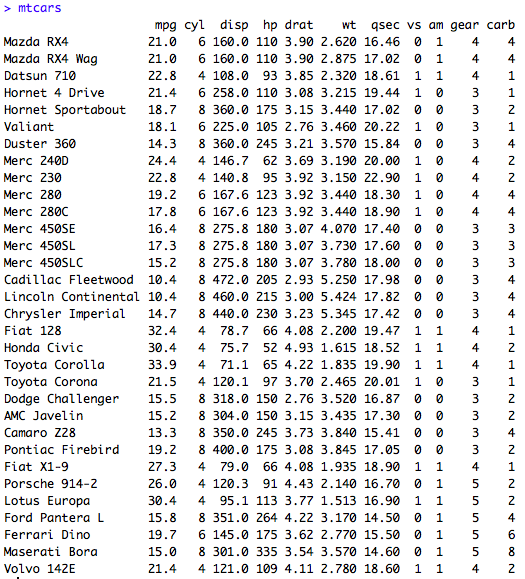 > mtcars
                     mpg cyl  disp  hp drat    wt  qsec vs am gear carb
Mazda RX4           21.0   6 160.0 110 3.90 2.620 16.46  0  1    4    4
Mazda RX4 Wag       21.0   6 160.0 110 3.90 2.875 17.02  0  1    4    4
Datsun 710          22.8   4 108.0  93 3.85 2.320 18.61  1  1    4    1
Hornet 4 Drive      21.4   6 258.0 110 3.08 3.215 19.44  1  0    3    1
Hornet Sportabout   18.7   8 360.0 175 3.15 3.440 17.02  0  0    3    2
Valiant             18.1   6 225.0 105 2.76 3.460 20.22  1  0    3    1
Duster 360          14.3   8 360.0 245 3.21 3.570 15.84  0  0    3    4
Merc 240D           24.4   4 146.7  62 3.69 3.190 20.00  1  0    4    2
Merc 230            22.8   4 140.8  95 3.92 3.150 22.90  1  0    4    2
Merc 280            19.2   6 167.6 123 3.92 3.440 18.30  1  0    4    4
Merc 280C           17.8   6 167.6 123 3.92 3.440 18.90  1  0    4    4
Merc 450SE          16.4   8 275.8 180 3.07 4.070 17.40  0  0    3    3
Merc 450SL          17.3   8 275.8 180 3.07 3.730 17.60  0  0    3    3
Merc 450SLC         15.2   8 275.8 180 3.07 3.780 18.00  0  0    3    3
Cadillac Fleetwood  10.4   8 472.0 205 2.93 5.250 17.98  0  0    3    4
Lincoln Continental 10.4   8 460.0 215 3.00 5.424 17.82  0  0    3    4
Chrysler Imperial   14.7   8 440.0 230 3.23 5.345 17.42  0  0    3    4
Fiat 128            32.4   4  78.7  66 4.08 2.200 19.47  1  1    4    1
Honda Civic         30.4   4  75.7  52 4.93 1.615 18.52  1  1    4    2
Toyota Corolla      33.9   4  71.1  65 4.22 1.835 19.90  1  1    4    1
Toyota Corona       21.5   4 120.1  97 3.70 2.465 20.01  1  0    3    1
Dodge Challenger    15.5   8 318.0 150 2.76 3.520 16.87  0  0    3    2
AMC Javelin         15.2   8 304.0 150 3.15 3.435 17.30  0  0    3    2
Camaro Z28          13.3   8 350.0 245 3.73 3.840 15.41  0  0    3    4
Pontiac Firebird    19.2   8 400.0 175 3.08 3.845 17.05  0  0    3    2
Fiat X1-9           27.3   4  79.0  66 4.08 1.935 18.90  1  1    4    1
Porsche 914-2       26.0   4 120.3  91 4.43 2.140 16.70  0  1    5    2
Lotus Europa        30.4   4  95.1 113 3.77 1.513 16.90  1  1    5    2
Ford Pantera L      15.8   8 351.0 264 4.22 3.170 14.50  0  1    5    4
Ferrari Dino        19.7   6 145.0 175 3.62 2.770 15.50  0  1    5    6
Maserati Bora       15.0   8 301.0 335 3.54 3.570 14.60  0  1    5    8
Volvo 142E          21.4   4 121.0 109 4.11 2.780 18.60  1  1    4    2